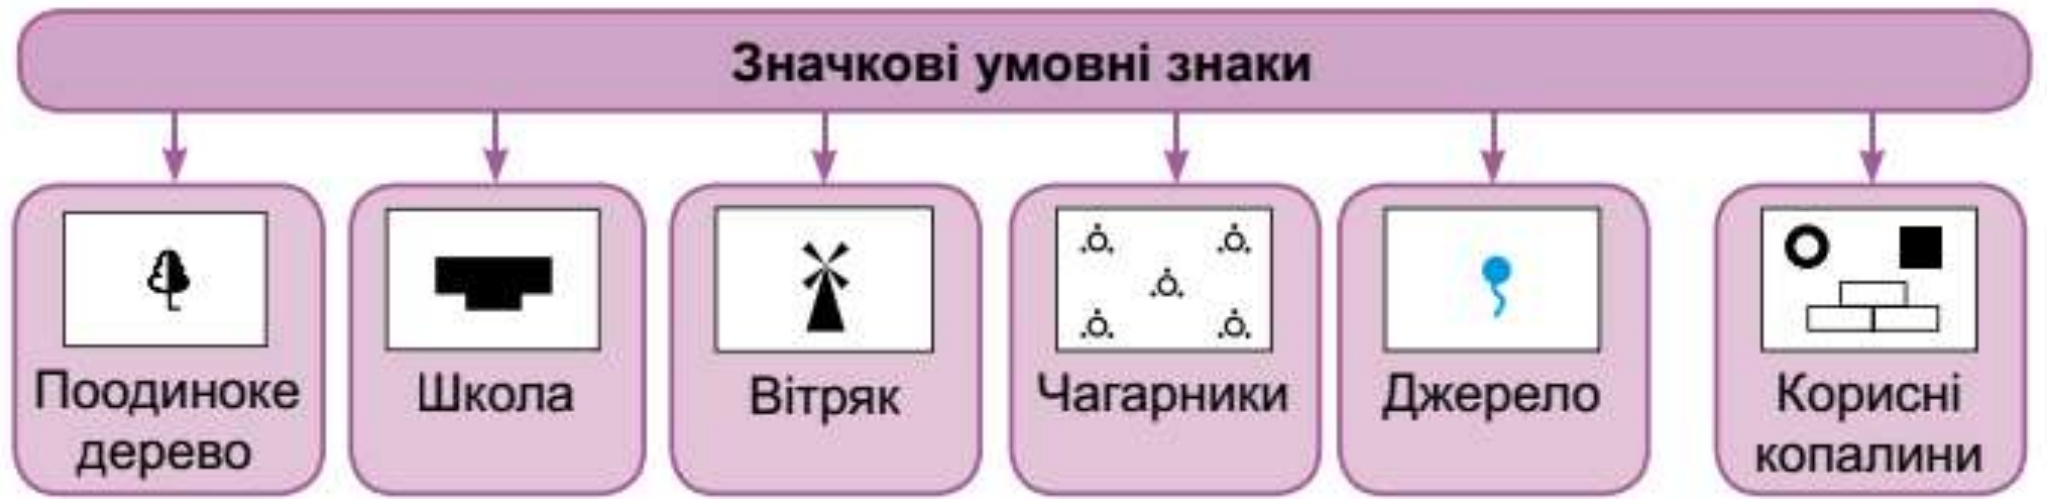 Значкові умовні знаки
Поодиноке
дерево
Школа
Вітряк
Чагарники
Джерело
Корисні
копалини